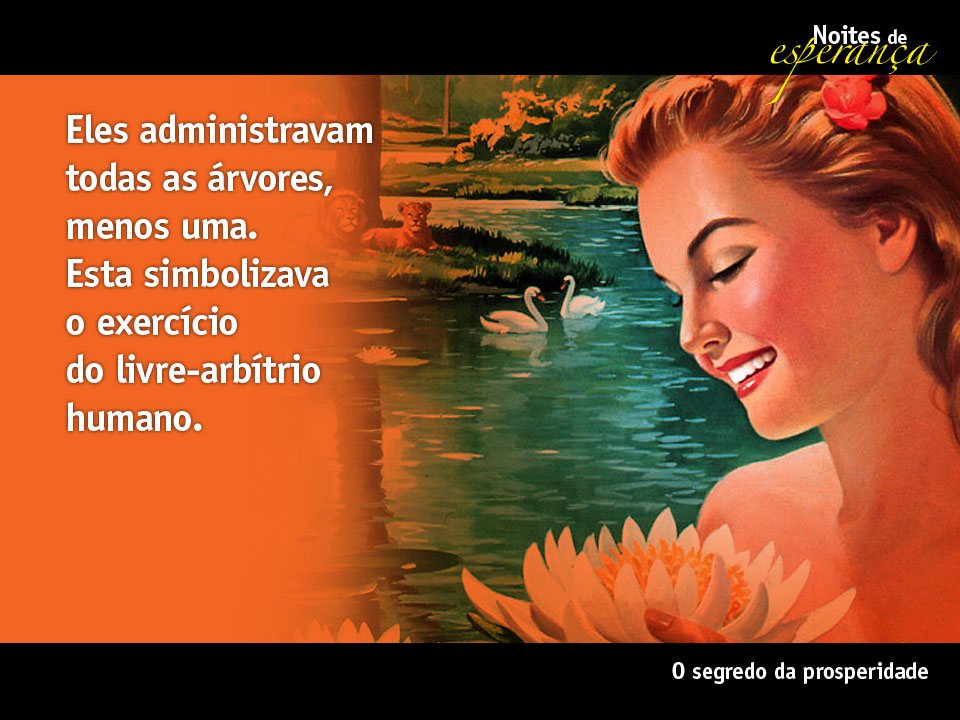 Noites de
esperança
Eles administravam
todas as árvores,
menos uma.
Esta simbolizava
o exercício
do livre-arbítrio
humano.
O segredo da prosperidade